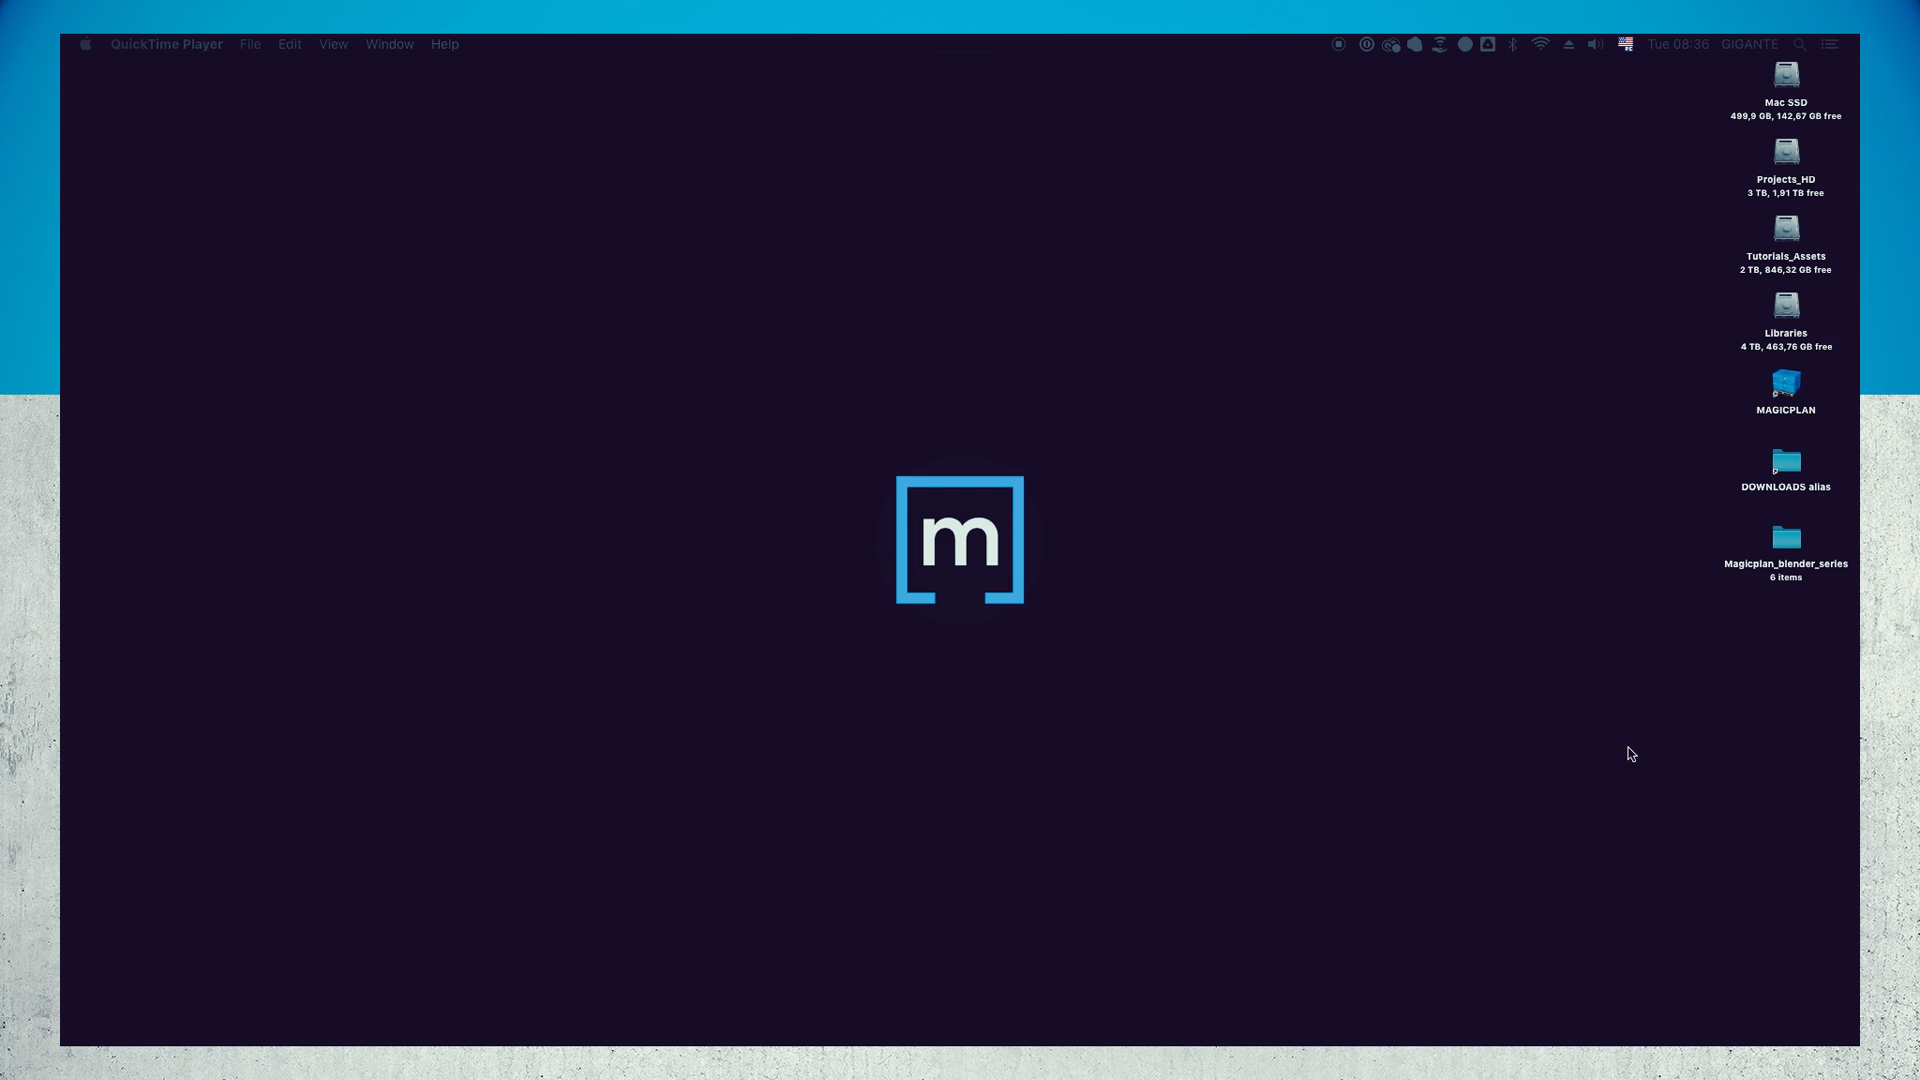 QuickTime Player File Edit View Window Help Tue 08:36 GIGANTE
Mac SSD
499,9 GB, 142,67 GB free
Projects_HD
3 TB, 1,91 TB free
Tutorials_Assets
2 TB, 846,32 GB free
Libraries
4 TB, 463,76 GB free
MAGICPLAN
DOWNLOADS alias
Magicplan_blender_series
6 items
m